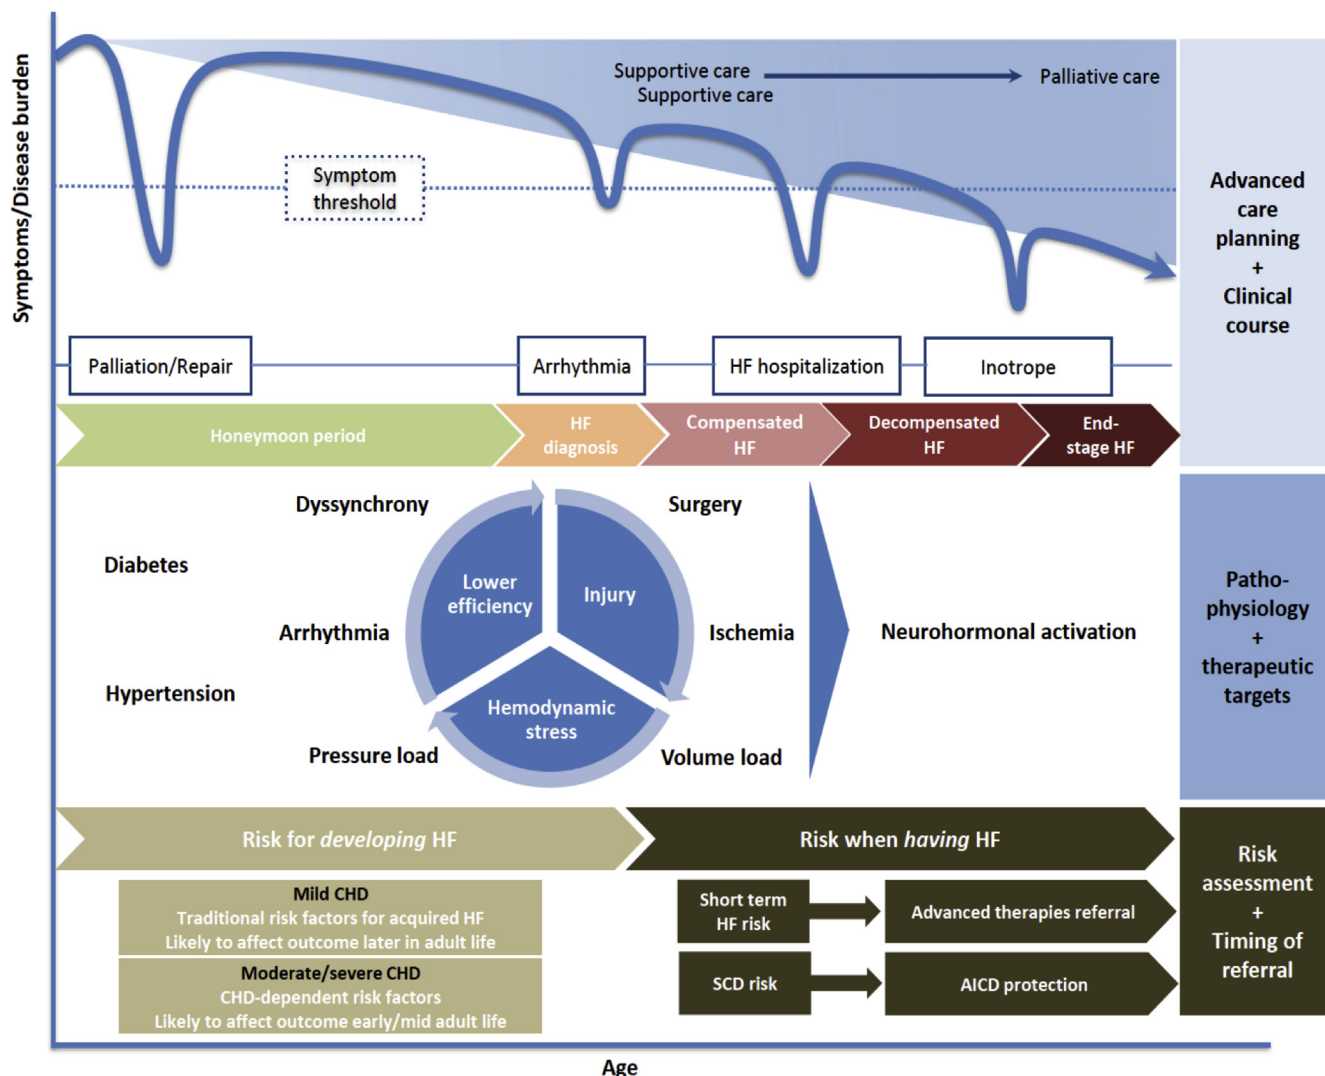 Symptoms/Disease burden
Supportive care
Supportive care
Palliative care
Symptom
threshold
Advanced
care
planning
+
Clinical
course
Palliation/Repair
Arrhythmia
HF hospitalization
Inotrope
Honeymoon period
HF
diagnosis
Compensated
HF
Decompensated
HF
End-
stage HF
Dyssynchrony
Surgery
Diabetes
Lower
efficiency
Injury
Arrhythmia
Ischemia
Neurohormonal activation
Hypertension
Hemodynamic
stress
Pressure load
Volume load
Patho-
physiology
+
therapeutic
targets
Risk for developing HF
Risk when having HF
Mild CHD
Traditional risk factors for acquired HF
Likely to affect outcome later in adult life
Moderate/severe CHD
CHD-dependent risk factors
Likely to affect outcome early/mid adult life
Short term
HF risk
Advanced therapies referral
SCD risk
AICD protection
Risk
assessment
+
Timing of
referral
Age